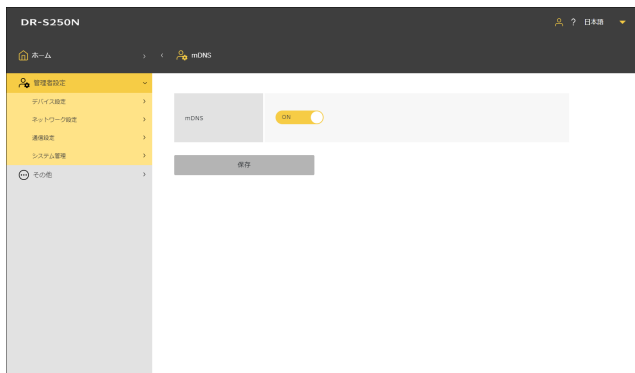 DR-S250N
? 日本語
ホーム
mDNS
管理者設定
デバイス設定
ネットワーク設定
通信設定
システム管理
その他
mDNS
ON
保存